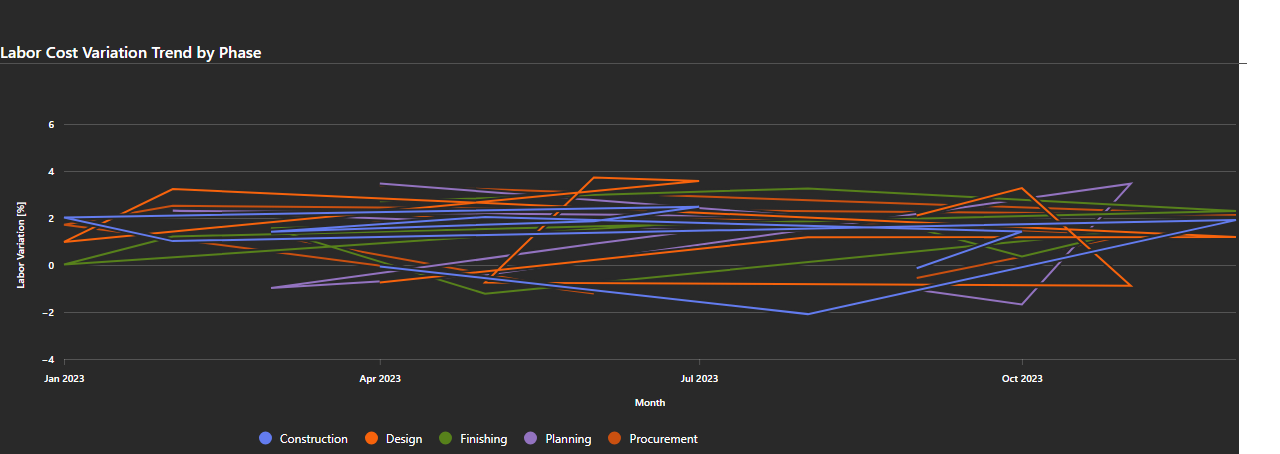 Labor Cost Variation Trend by Phase
6
4
2
0
−2
−4
Labor Variation [%]
Jan 2023 Apr 2023 Jul 2023 Oct 2023
Month
Construction Design Finishing Planning Procurement